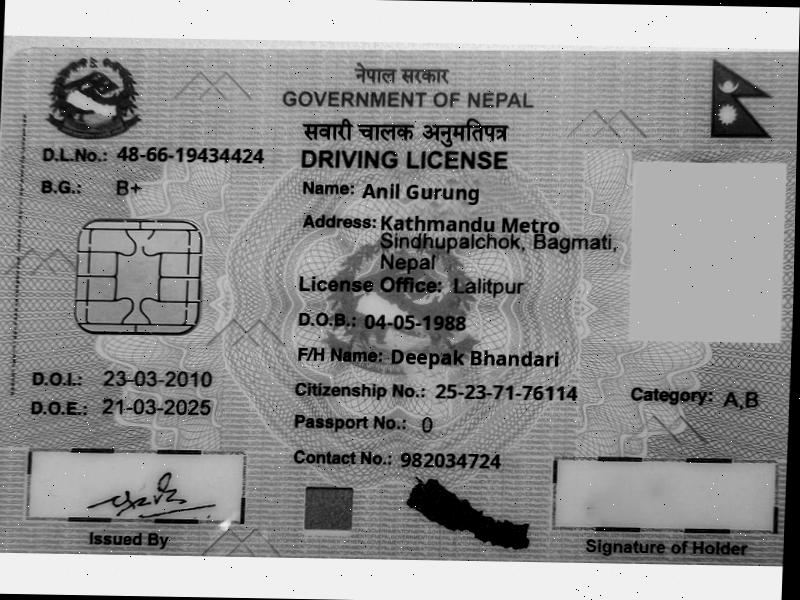 नेपाल सरकार
GOVERNMENT OF NEPAL
सवारी चालक अनुमतिपत्र
DRIVING LICENSE
D.L.No.: 48-66-19434424
B.G.: B+
Name: Anil Gurung
Address: Kathmandu Metro
Sindhupalchok, Bagmati,
Nepal
License Office: Lalitpur
D.O.B.: 04-05-1988
F/H Name: Deepak Bhandari
D.O.I.: 23-03-2010
Citizenship No.: 25-23-71-76114
Category: A,B
D.O.E.: 21-03-2025
Passport No.: 0
Contact No.: 982034724
Issued By
Signature of Holder